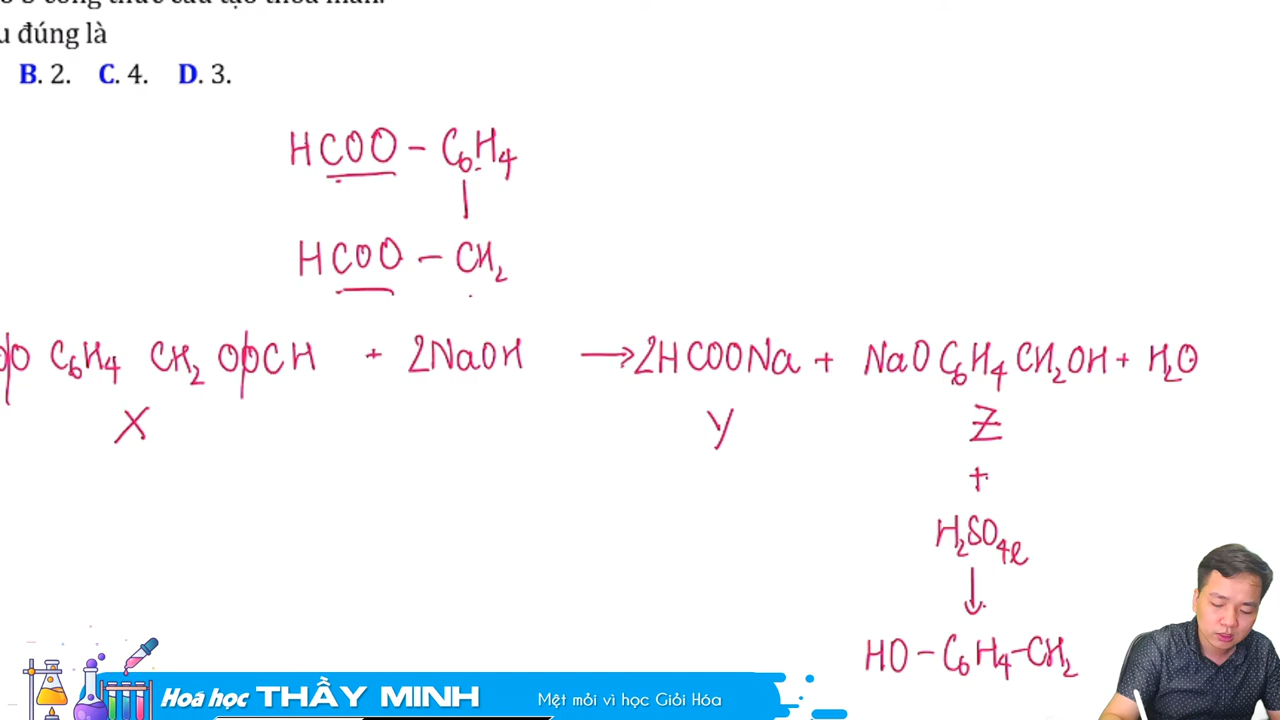 u đúng là
B. 2. C. 4. D. 3.
HCOO – C6H4
HCOO – CH2
O C6H4 CH2 OOCH + 2NaOH → 2HCOONa + NaOC6H4CH2OH + H2O
X Y Z
+
H2SO4l
↓
HO – C6H4 – CH2
Hoá học THẦY MINH Mệt mỏi vì học Giỏi Hóa